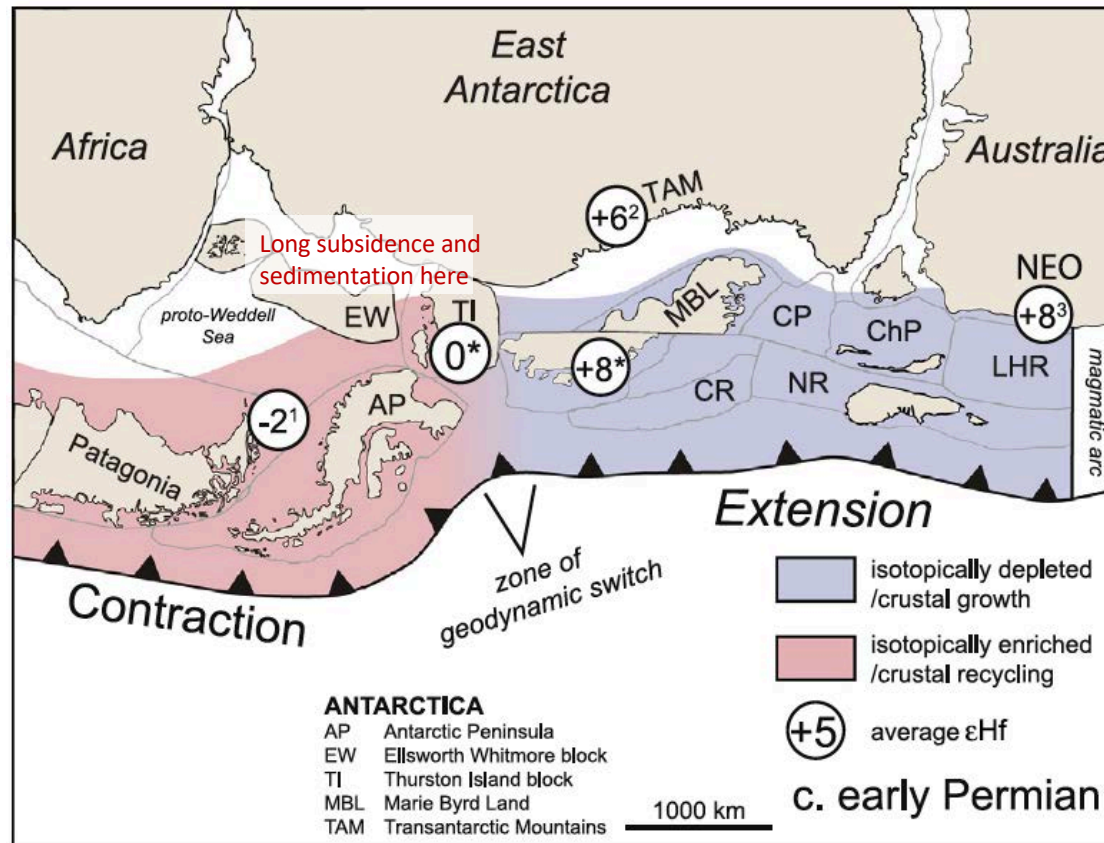 East
Antarctica
Africa
Australia
TAM
+6²
Long subsidence and
sedimentation here
NEO
+8³
proto-Weddell
Sea
EW
TI
0*
MBL
CP
ChP
LHR
+8*
CR
NR
-2¹
AP
Patagonia
magmatic arc
Extension
zone of
geodynamic switch
Contraction
isotopically depleted
/crustal growth
isotopically enriched
/crustal recycling
+5 average εHf
ANTARCTICA
AP Antarctic Peninsula
EW Ellsworth Whitmore block
TI Thurston Island block
MBL Marie Byrd Land
TAM Transantarctic Mountains
1000 km
c. early Permian